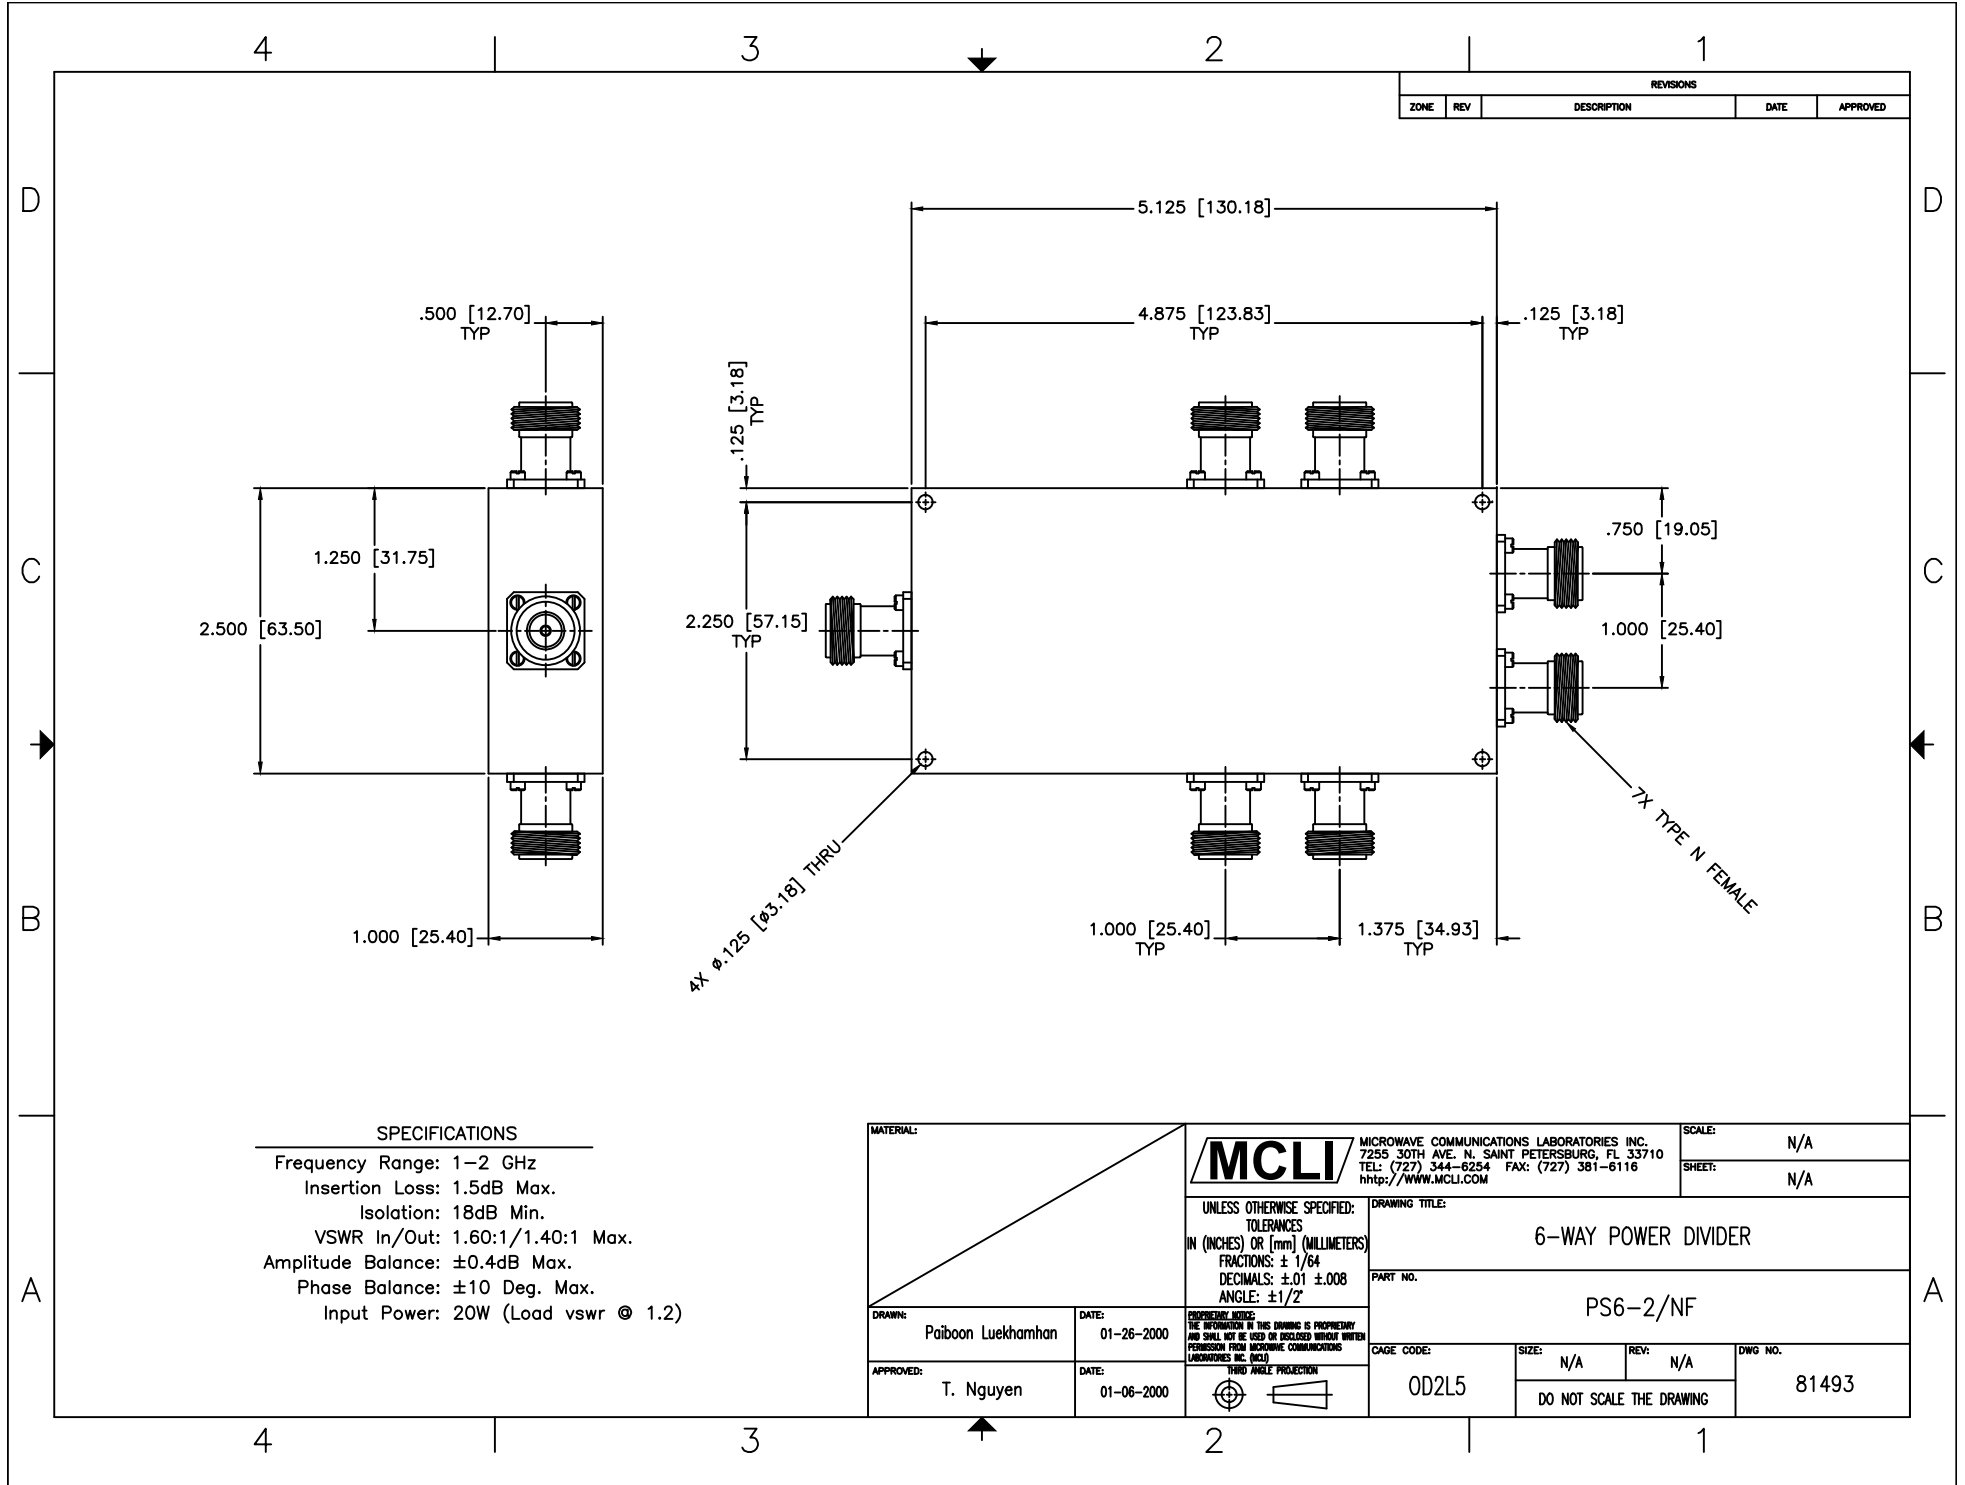 4 3 2 1
REVISIONS
ZONE REV DESCRIPTION DATE APPROVED
D D
5.125 [130.18]
.500 [12.70]
TYP
4.875 [123.83]
TYP
.125 [3.18]
TYP
.125 [3.18]
TYP
C C
1.250 [31.75]
2.500 [63.50]
2.250 [57.15]
TYP
.750 [19.05]
1.000 [25.40]
7X TYPE N FEMALE
4X ø.125 [ø3.18] THRU
B B
1.000 [25.40]
1.000 [25.40]
TYP
1.375 [34.93]
TYP
SPECIFICATIONS
Frequency Range: 1-2 GHz
Insertion Loss: 1.5dB Max.
Isolation: 18dB Min.
VSWR In/Out: 1.60:1/1.40:1 Max.
Amplitude Balance: ±0.4dB Max.
Phase Balance: ±10 Deg. Max.
Input Power: 20W (Load vswr @ 1.2)
A A
MATERIAL:
MCLI
MICROWAVE COMMUNICATIONS LABORATORIES INC.
7255 30TH AVE. N. SAINT PETERSBURG, FL 33710
TEL: (727) 344-6254 FAX: (727) 381-6116
hhtp://WWW.MCLI.COM
SCALE: N/A
SHEET: N/A
UNLESS OTHERWISE SPECIFIED:
TOLERANCES
IN (INCHES) OR [mm] (MILLIMETERS)
FRACTIONS: ± 1/64
DECIMALS: ±.01 ±.008
ANGLE: ±1/2°
DRAWING TITLE:
6-WAY POWER DIVIDER
PART NO.
PS6-2/NF
DRAWN: Paiboon Luekhamhan
DATE: 01-26-2000
PROPRIETARY NOTICE:
THE INFORMATION IN THIS DRAWING IS PROPRIETARY
AND SHALL NOT BE USED OR DISCLOSED WITHOUT WRITTEN
PERMISSION FROM MICROWAVE COMMUNICATIONS
LABORATORIES INC. (MCLI)
APPROVED: T. Nguyen
DATE: 01-06-2000
THIRD ANGLE PROJECTION
CAGE CODE: 0D2L5
SIZE: N/A
REV: N/A
DO NOT SCALE THE DRAWING
DWG NO. 81493
4 3 2 1